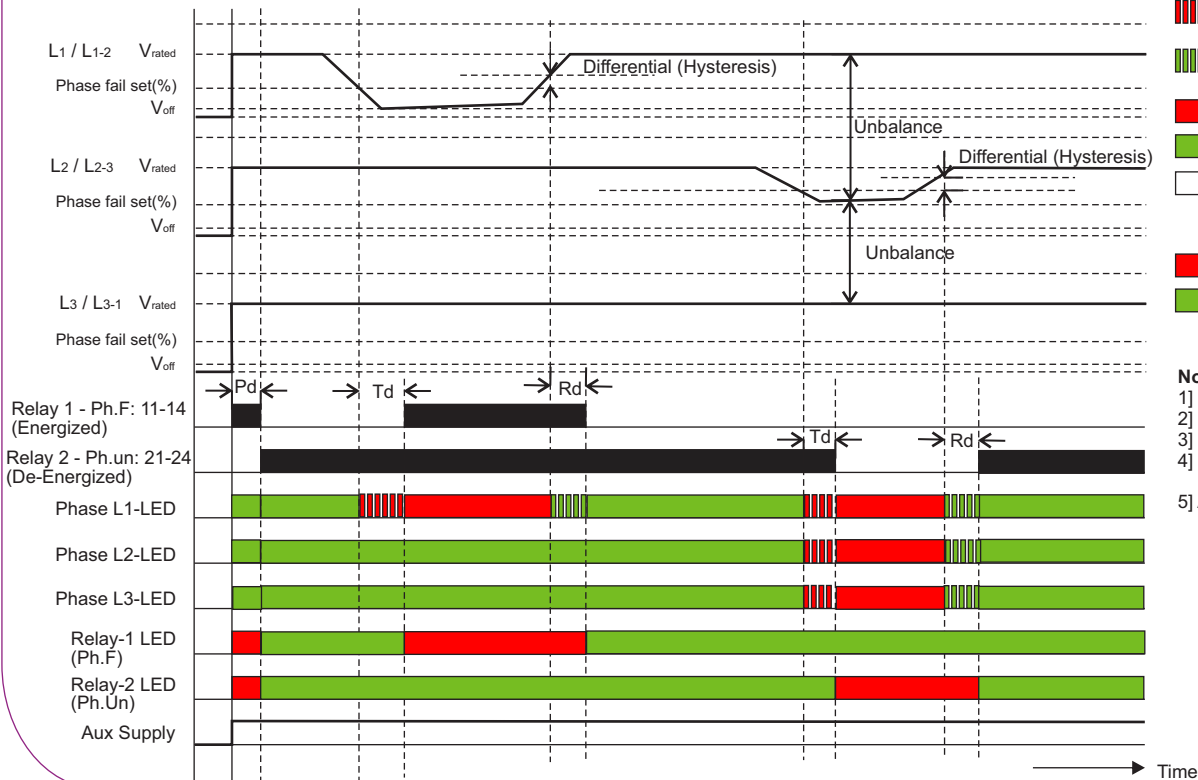 L1 / L1-2 Vrated
Differential (Hysteresis)
Phase fail set(%)
Voff
Unbalance
L2 / L2-3 Vrated
Differential (Hysteresis)
Phase fail set(%)
Voff
Unbalance
L3 / L3-1 Vrated
Phase fail set(%)
Voff
Pd
Td
Rd
Relay 1 - Ph.F: 11-14
(Energized)
Td
Rd
Relay 2 - Ph.un: 21-24
(De-Energized)
Phase L1-LED
Phase L2-LED
Phase L3-LED
Relay-1 LED
(Ph.F)
Relay-2 LED
(Ph.Un)
Aux Supply
Time
No
1]
2]
3]
4]
5]